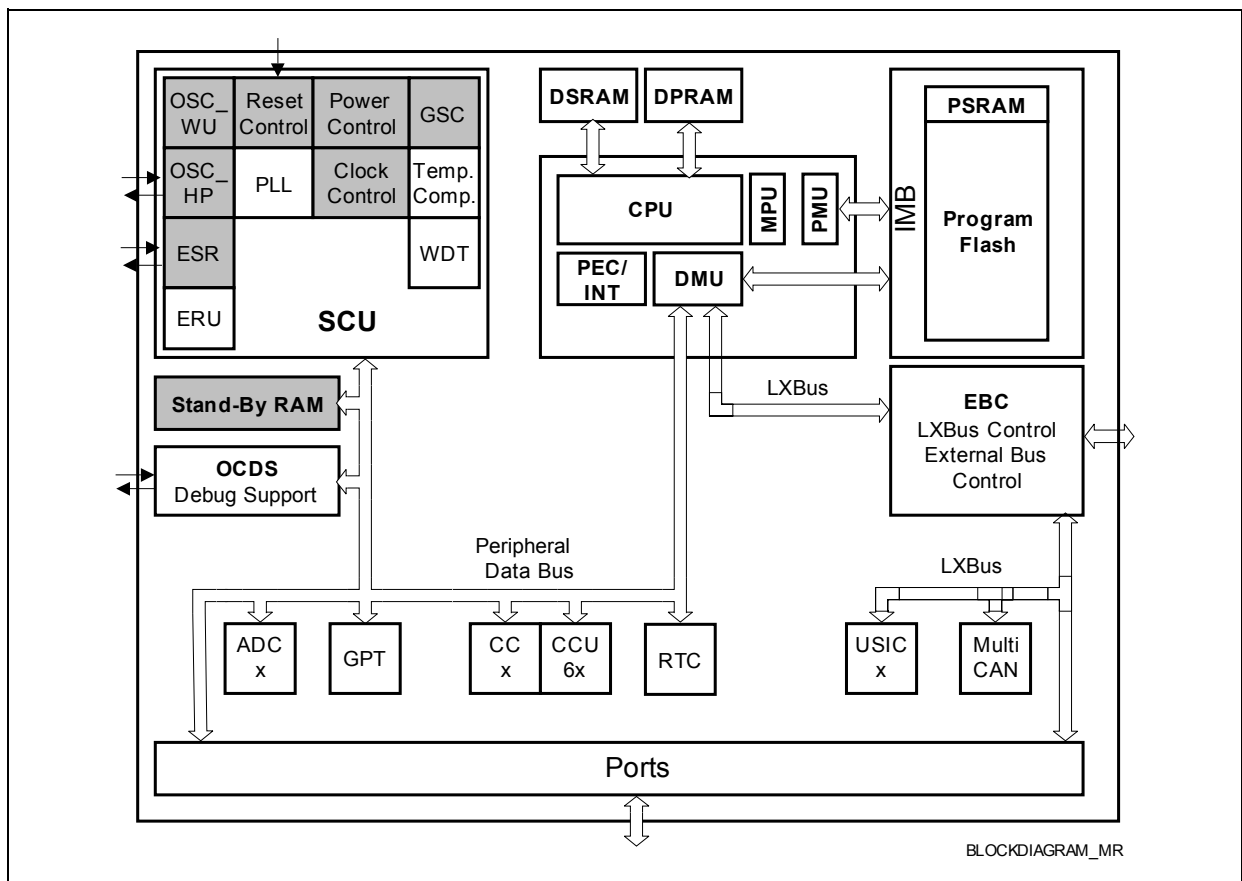 OSC_
WU
Reset
Control
Power
Control
GSC
OSC_
HP
PLL
Clock
Control
Temp.
Comp.
ESR
WDT
ERU
SCU
DSRAM
DPRAM
CPU
MPU
PMU
PEC/
INT
DMU
IMB
PSRAM
Program
Flash
Stand-By RAM
OCDS
Debug Support
LXBus
EBC
LXBus Control
External Bus
Control
Peripheral
Data Bus
LXBus
ADC
x
GPT
CC
x
CCU
6x
RTC
USIC
x
Multi
CAN
Ports
BLOCKDIAGRAM_MR